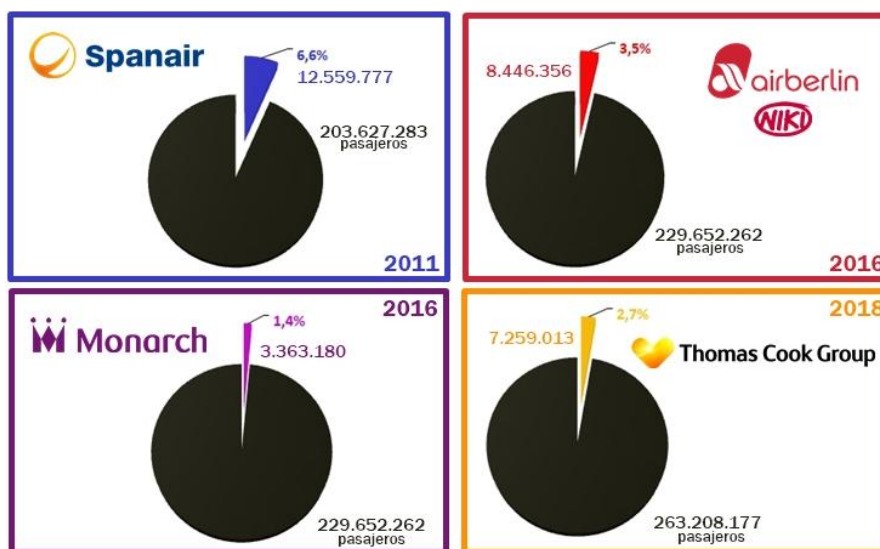 Spanair
6,6%
12.559.777
203.627.283
pasajeros
2011
8.446.356
3,5%
airberlin
NIKI
229.652.262
pasajeros
2016
Monarch
2016
1,4%
3.363.180
229.652.262
pasajeros
2018
7.259.013
2,7%
Thomas Cook Group
263.208.177
pasajeros